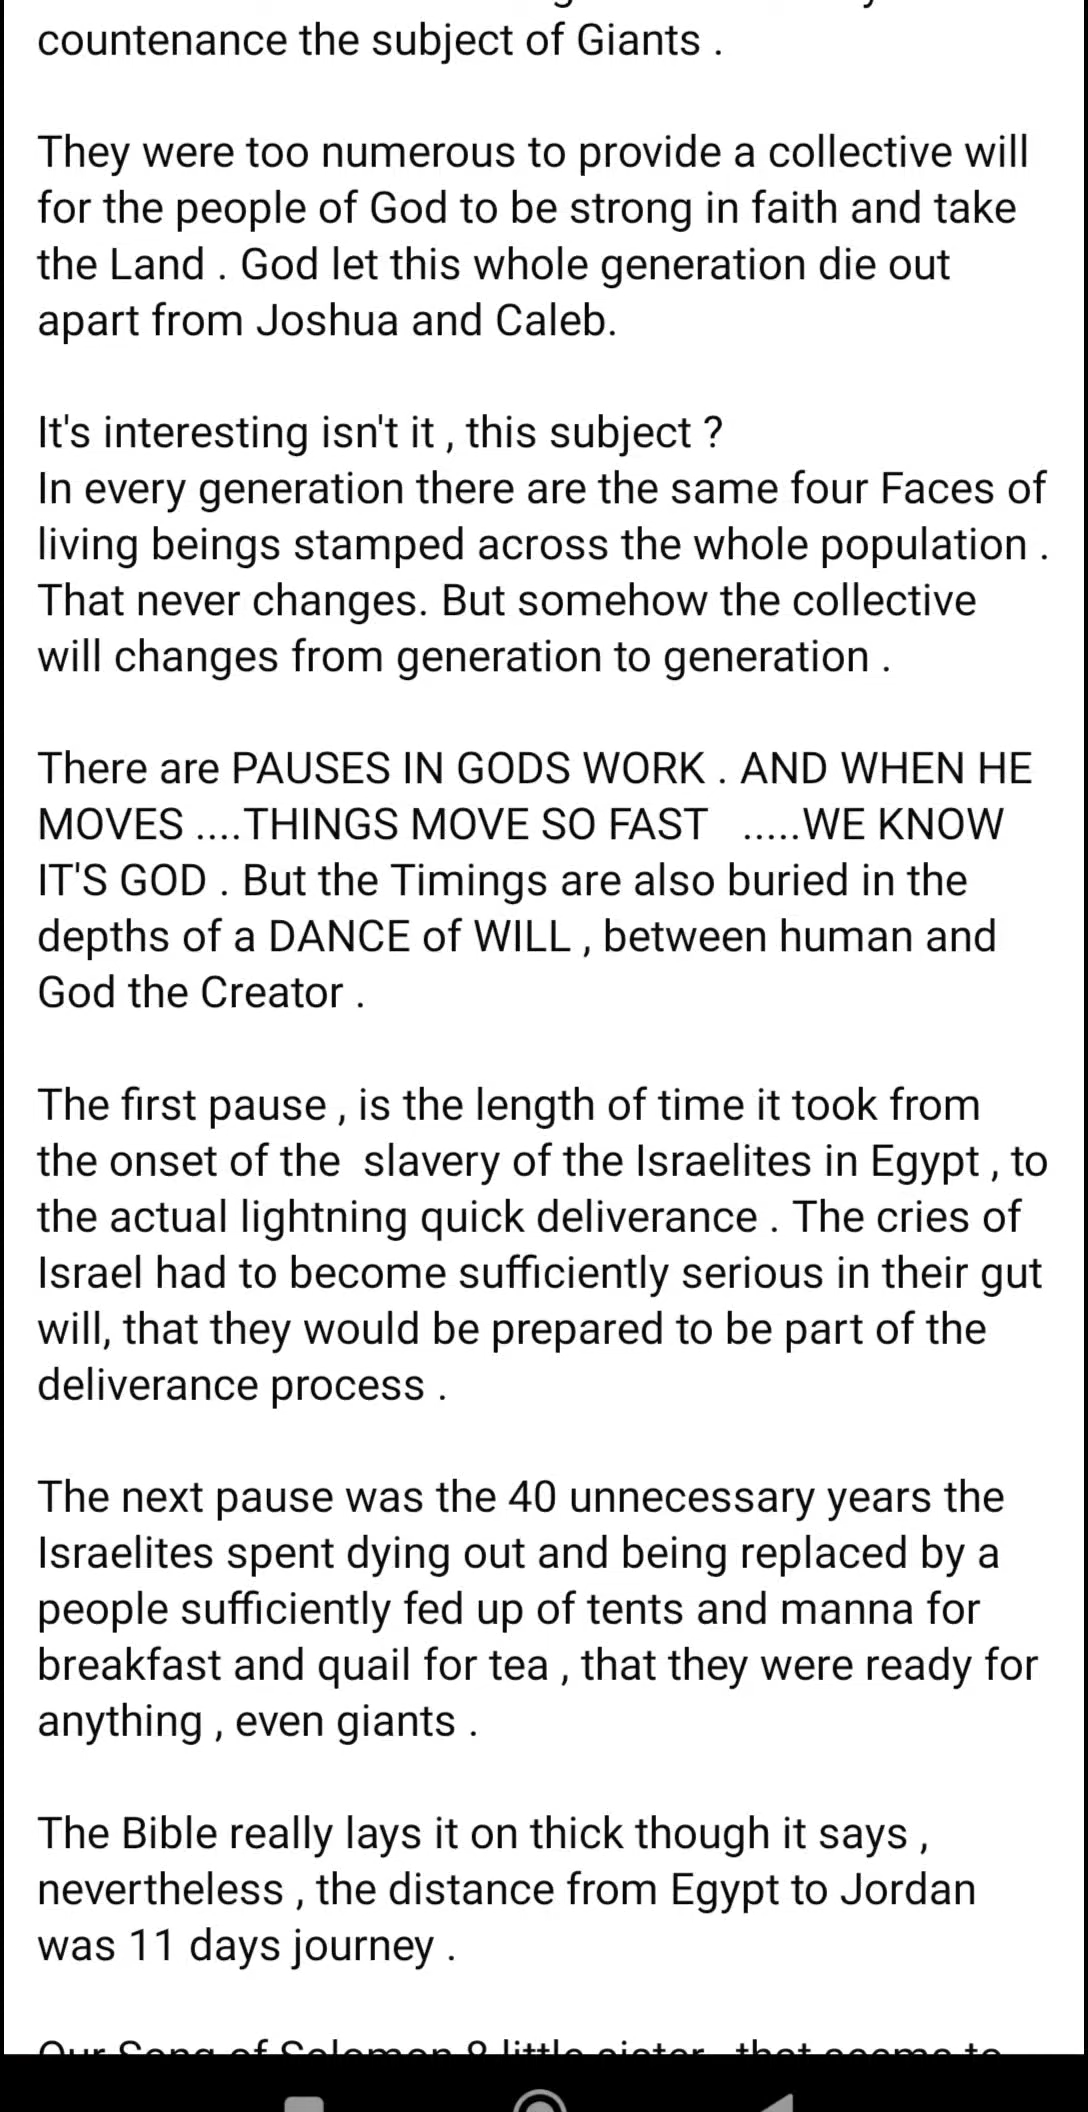 countenance the subject of Giants .
They were too numerous to provide a collective will
for the people of God to be strong in faith and take
the Land . God let this whole generation die out
apart from Joshua and Caleb.
It's interesting isn't it , this subject ?
In every generation there are the same four Faces of
living beings stamped across the whole population .
That never changes. But somehow the collective
will changes from generation to generation .
There are PAUSES IN GODS WORK . AND WHEN HE
MOVES ....THINGS MOVE SO FAST .....WE KNOW
IT'S GOD . But the Timings are also buried in the
depths of a DANCE of WILL , between human and
God the Creator .
The first pause , is the length of time it took from
the onset of the slavery of the Israelites in Egypt , to
the actual lightning quick deliverance . The cries of
Israel had to become sufficiently serious in their gut
will, that they would be prepared to be part of the
deliverance process .
The next pause was the 40 unnecessary years the
Israelites spent dying out and being replaced by a
people sufficiently fed up of tents and manna for
breakfast and quail for tea , that they were ready for
anything , even giants .
The Bible really lays it on thick though it says ,
nevertheless , the distance from Egypt to Jordan
was 11 days journey .
Our Song of Solomon 8 little sister that seems to